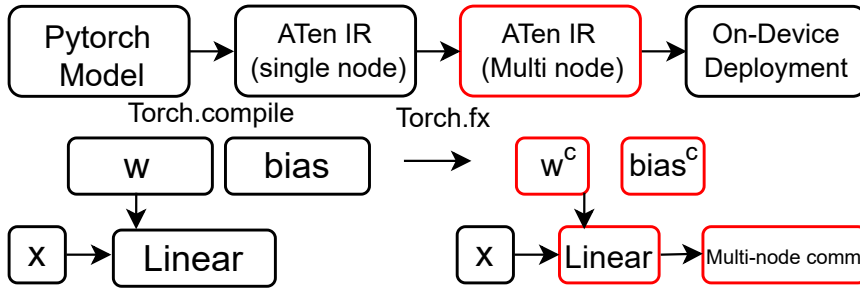 Pytorch Model
ATen IR (single node)
ATen IR (Multi node)
On-Device Deployment
Torch.compile
Torch.fx
w
bias
w^c
bias^c
x
Linear
x
Linear
Multi-node comm